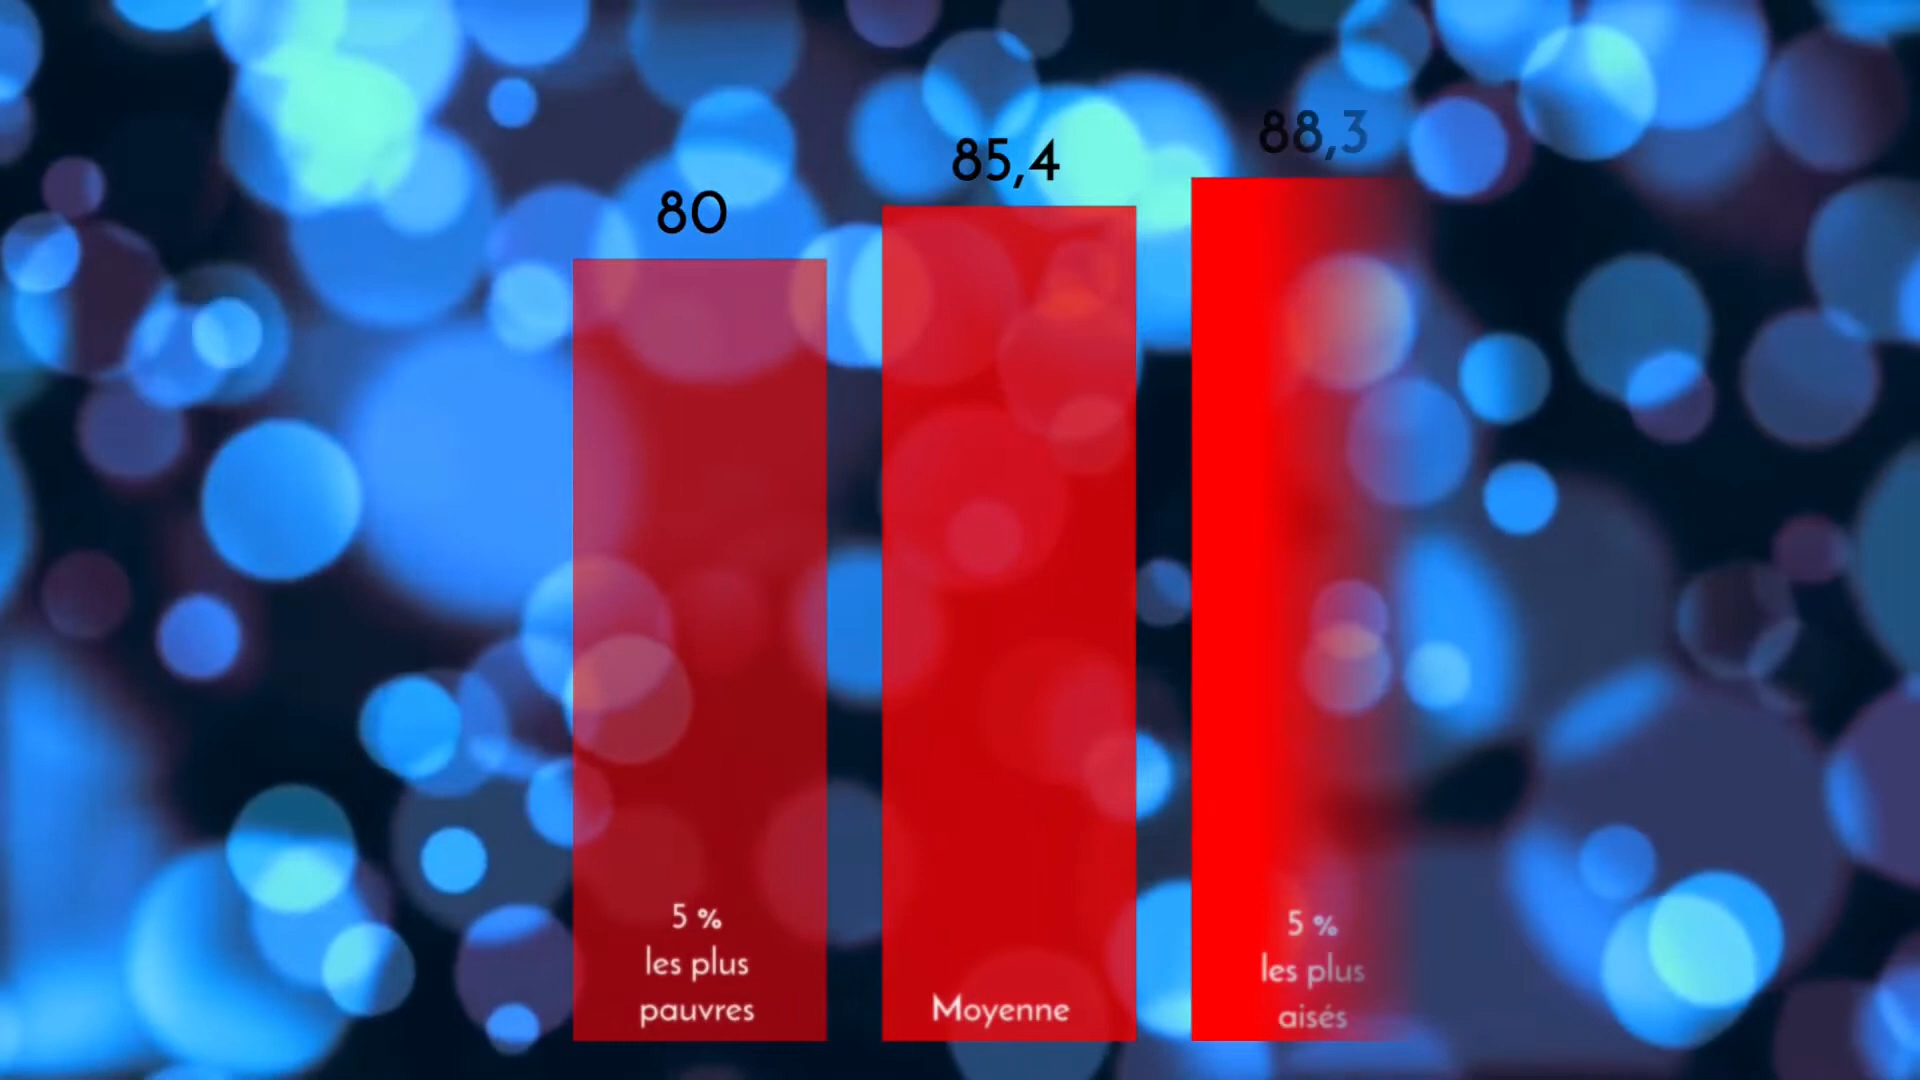 80
85,4
88,3
5 %
les plus
pauvres
Moyenne
5 %
les plus
aisés